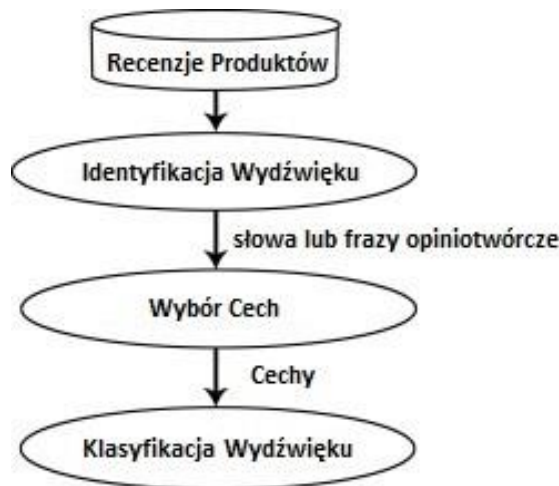 Recenzje Produktów
Identyfikacja Wydźwięku
słowa lub frazy opiniotwórcze
Wybór Cech
Cechy
Klasyfikacja Wydźwięku